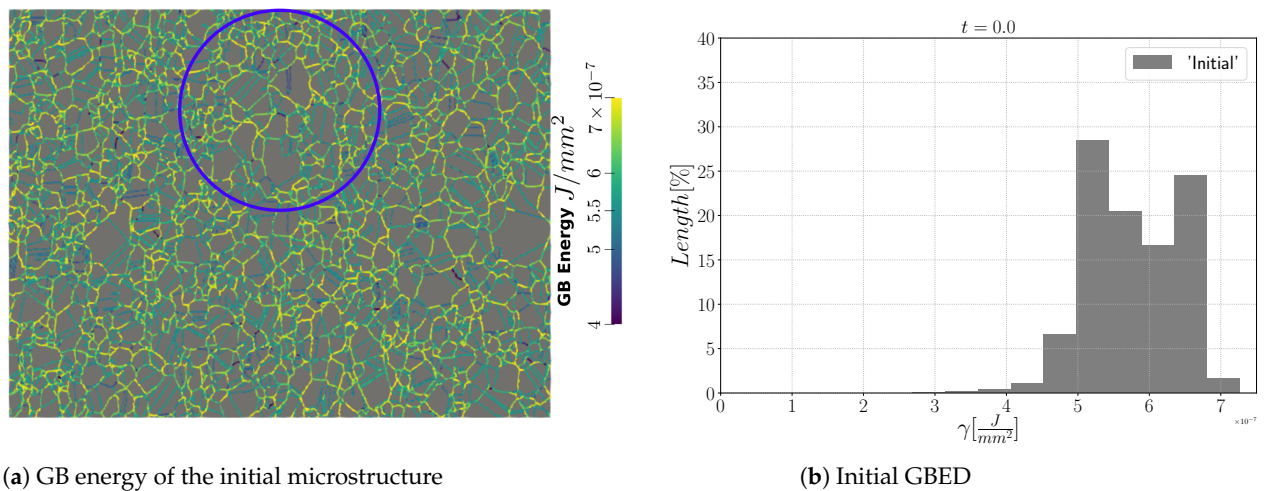 GB Energy J/mm²
4
5
5.5
6
7 × 10⁻⁷
t = 0.0
'Initial'
Length[%]
40
35
30
25
20
15
10
5
0
0 1 2 3 4 5 6 7
×10⁻⁷
γ[J/mm²]
(a) GB energy of the initial microstructure
(b) Initial GBED